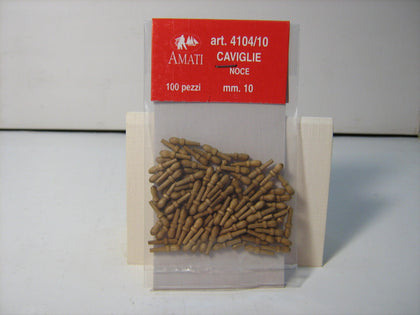 art. 4104/10
AMATI
CAVIGLIE
NOCE
100 pezzi
mm. 10